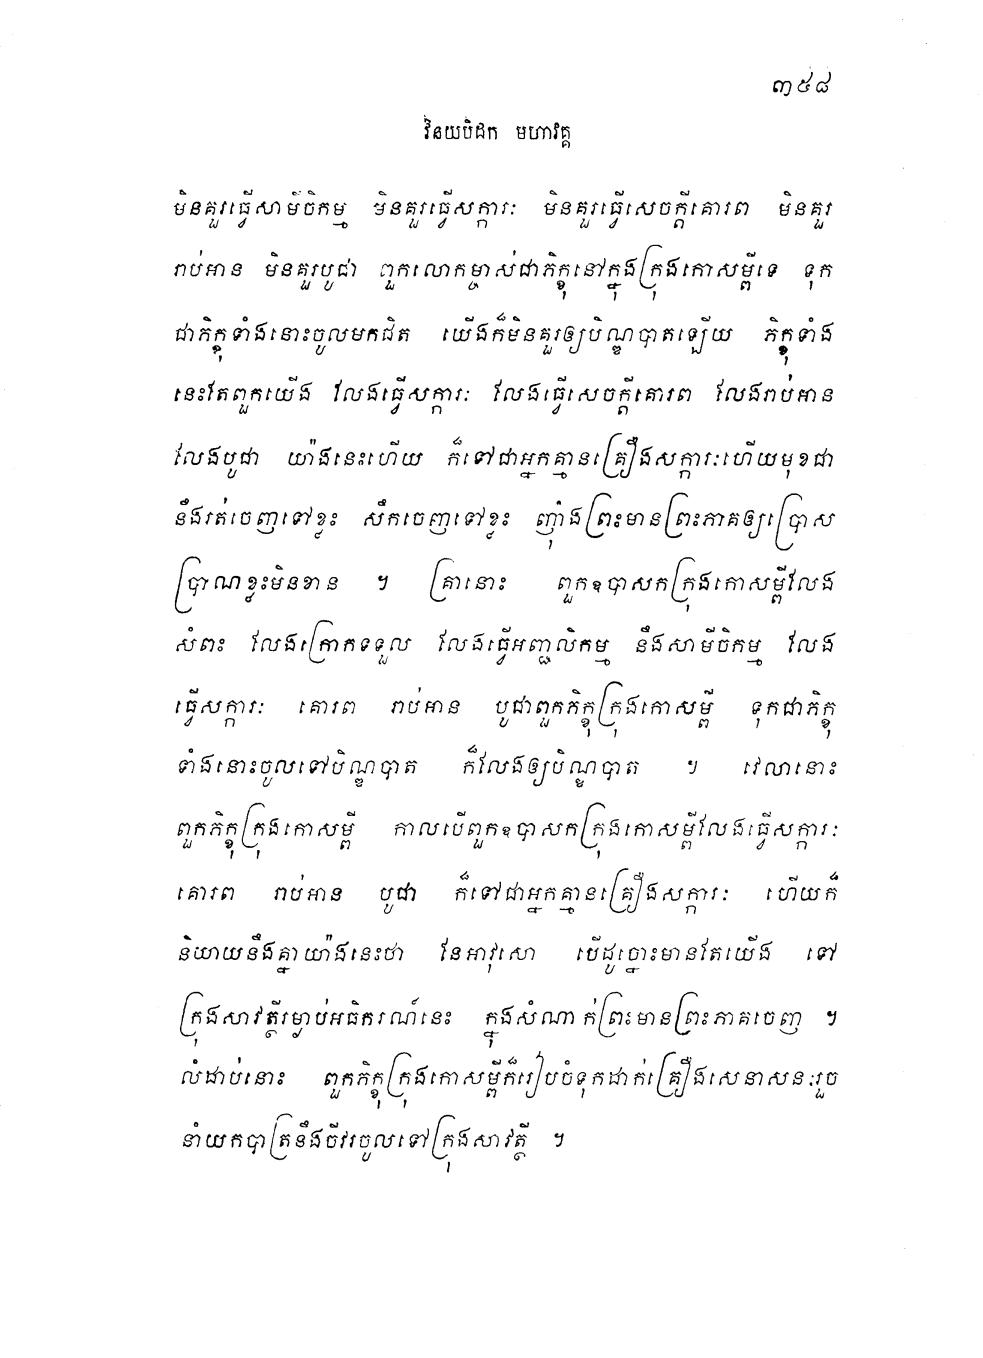 ៣៥៨
វិនយបិដក មហាវគ្គ
មិនគួរធ្វើសាមីចិកម្ម មិនគួរធ្វើសក្ការៈ មិនគួរធ្វើសេចក្តីគោរព មិនគួរ
រាប់អាន មិនគួរបូជា ពួកលោកម្ចាស់ជាភិក្ខុនៅក្នុងក្រុងកោសម្ពីទេ ទុក
ជាភិក្ខុទាំងនោះចូលមកជិត យើងក៏មិនគួរឲ្យបិណ្ឌបាតឡើយ ភិក្ខុទាំង
នេះតែពួកយើង លែងធ្វើសក្ការៈ លែងធ្វើសេចក្តីគោរព លែងរាប់អាន
លែងបូជា យ៉ាងនេះហើយ ក៏ទៅជាអ្នកគ្មានគ្រឿងសក្ការៈហើយមុខជា
នឹងរត់ចេញទៅខ្លះ សឹកចេញទៅខ្លះ ញ៉ាំងព្រះមានព្រះភាគឲ្យប្រោស
ប្រាណខ្លះមិនខាន ។ គ្រានោះ ពួកឧបាសកក្រុងកោសម្ពីលែង
សំពះ លែងក្រោកទទួល លែងធ្វើអញ្ជលិកម្ម នឹងសាមីចិកម្ម លែង
ធ្វើសក្ការៈ គោរព រាប់អាន បូជាពួកភិក្ខុក្រុងកោសម្ពី ទុកជាភិក្ខុ
ទាំងនោះចូលទៅបិណ្ឌបាត ក៏លែងឲ្យបិណ្ឌបាត ។ វេលានោះ
ពួកភិក្ខុក្រុងកោសម្ពី កាលបើពួកឧបាសកក្រុងកោសម្ពីលែងធ្វើសក្ការៈ
គោរព រាប់អាន បូជា ក៏ទៅជាអ្នកគ្មានគ្រឿងសក្ការៈ ហើយក៏
និយាយនឹងគ្នាយ៉ាងនេះថា នែអាវុសោ បើដូច្នោះមានតែយើង ទៅ
ក្រុងសាវត្ថីរម្ងាប់អធិករណ៍នេះ ក្នុងសំណាក់ព្រះមានព្រះភាគចេញ ។
លំដាប់នោះ ពួកភិក្ខុក្រុងកោសម្ពីក៏រៀបចំទុកដាក់គ្រឿងសេនាសនៈរួច
នាំយកបាត្រនឹងចីវរចូលទៅក្រុងសាវត្ថី ។